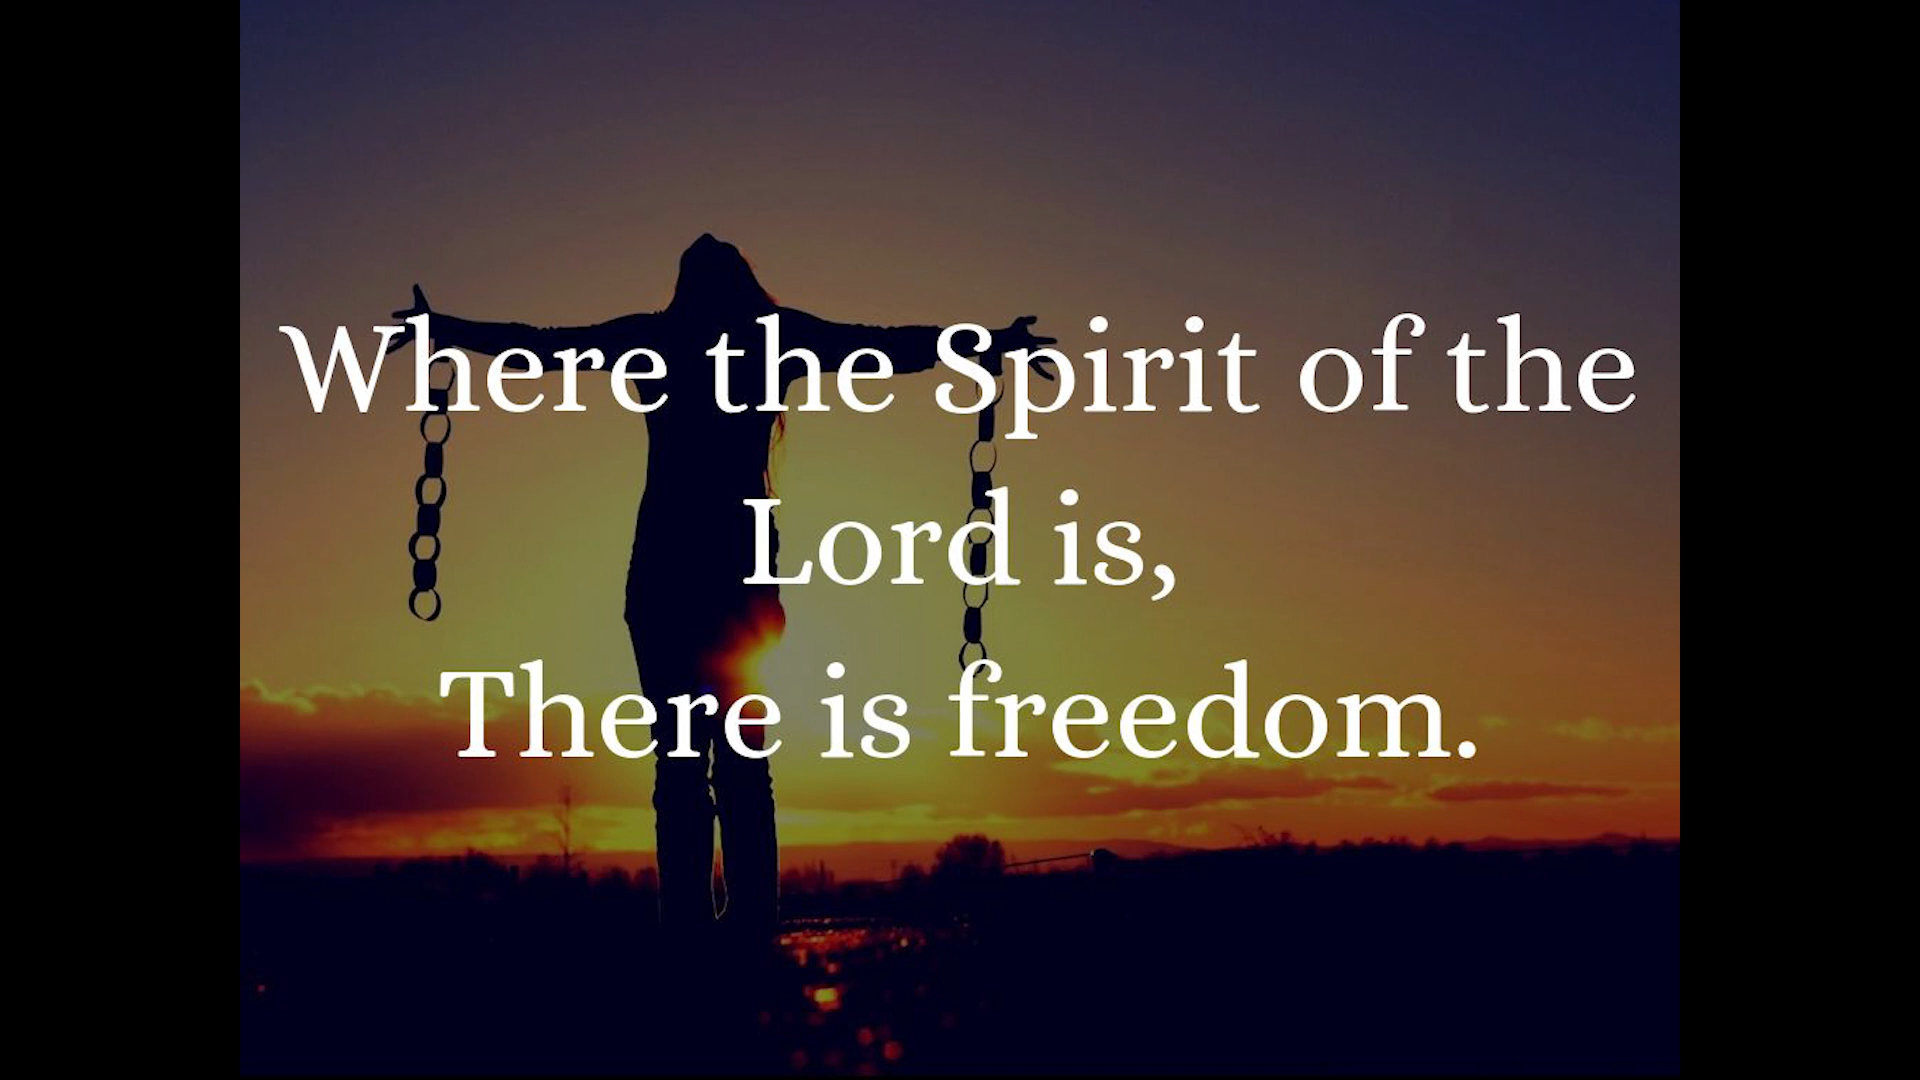 Where the Spirit of the
Lord is,
There is freedom.